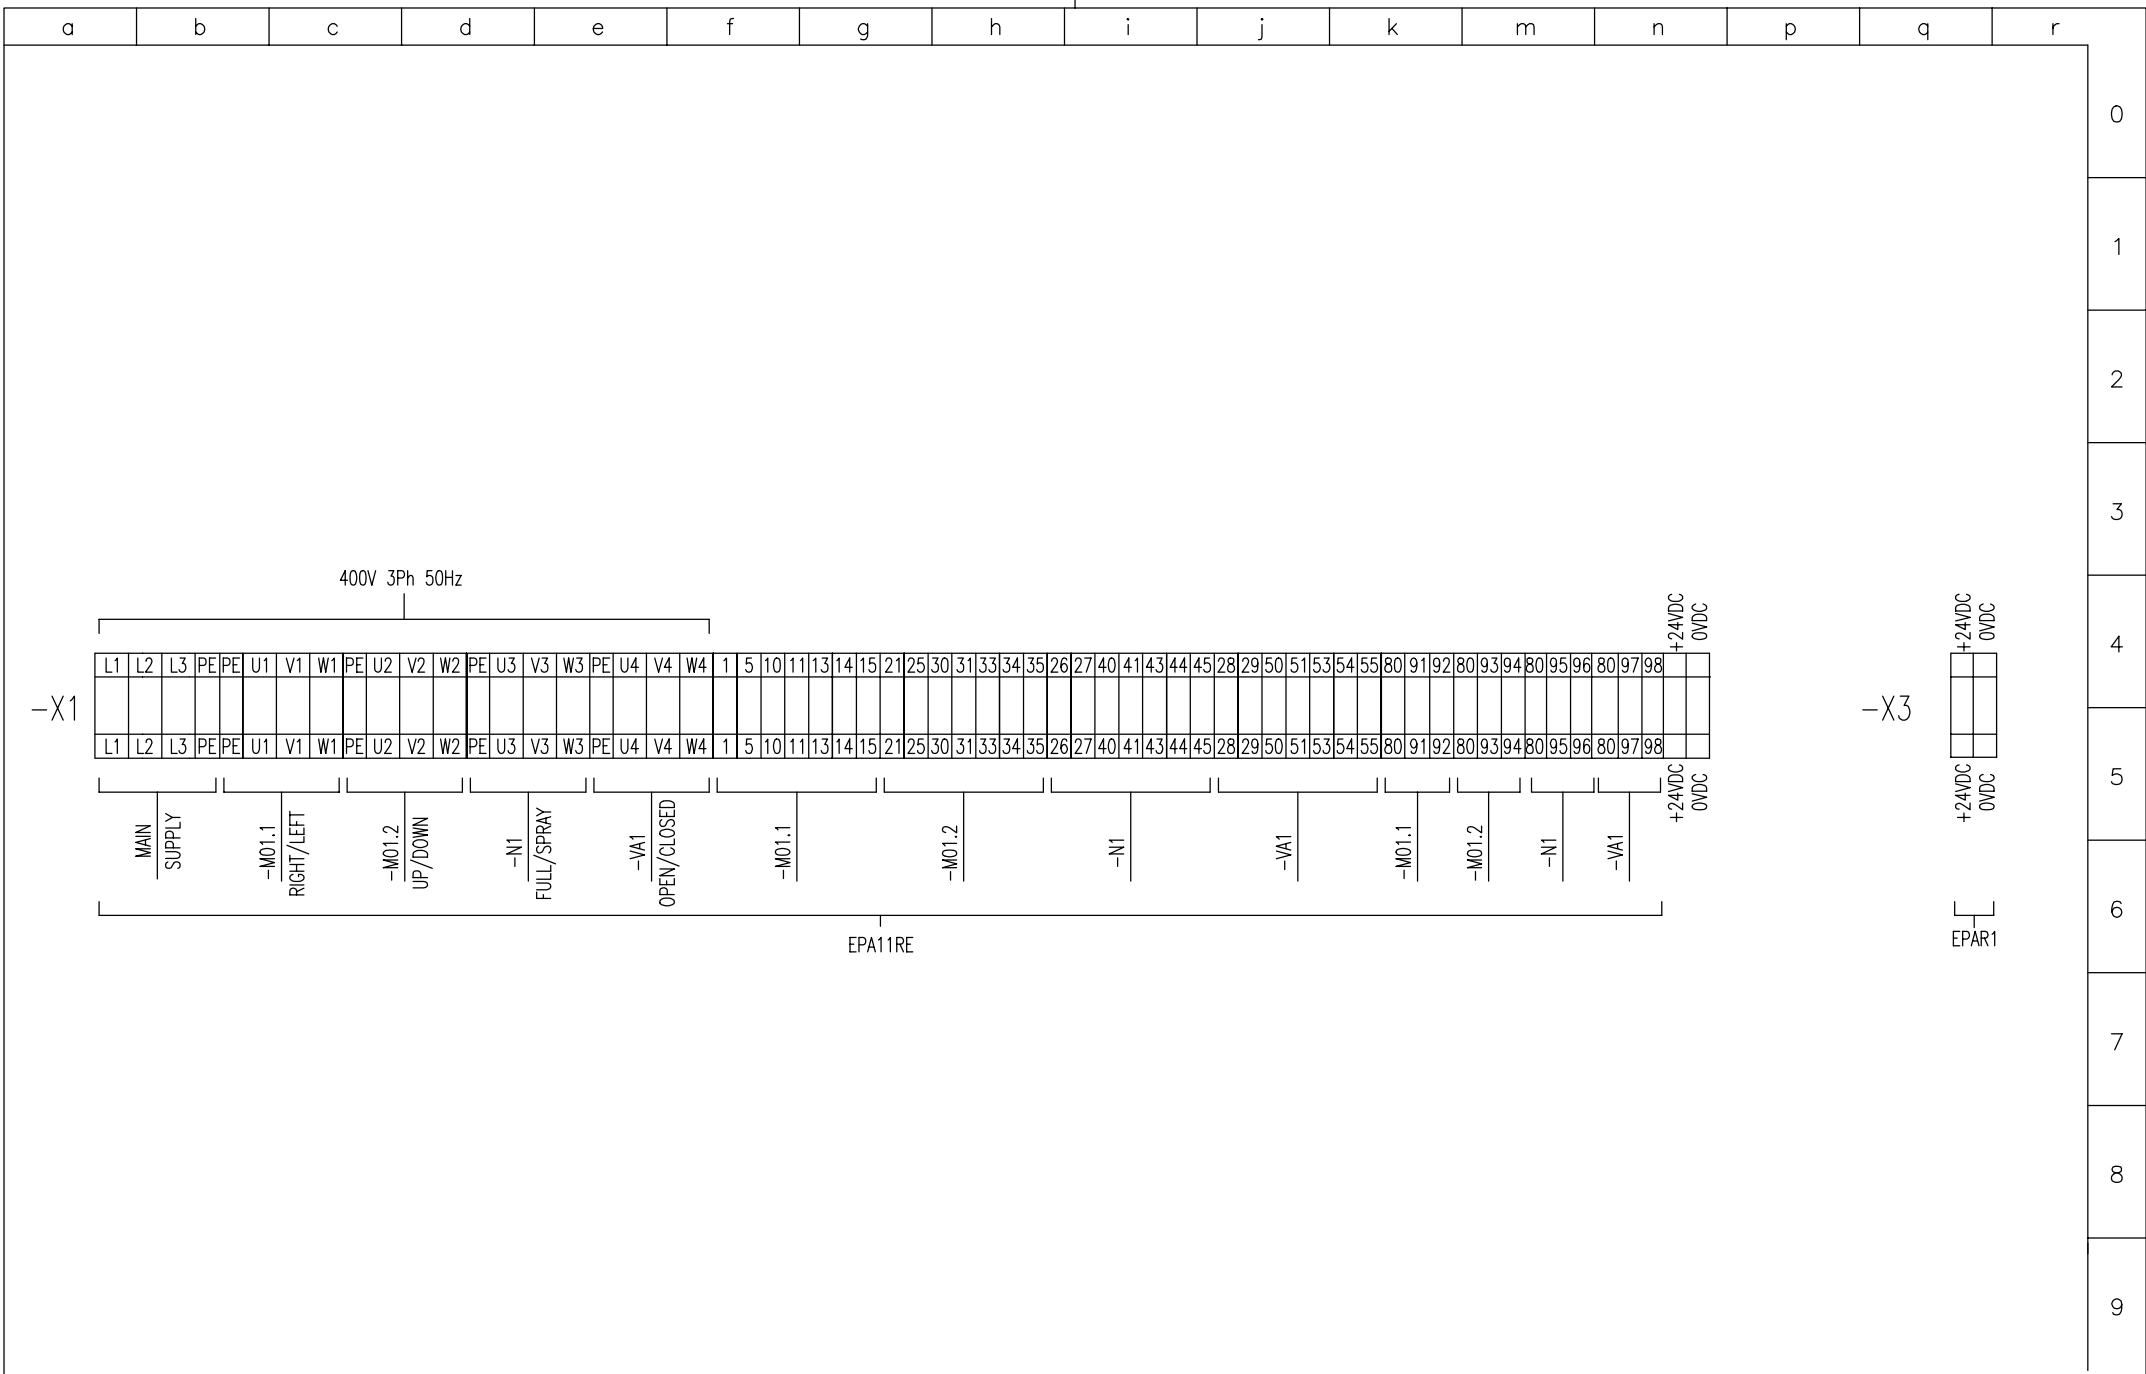 a b c d e f g h i j k m n p q r
0
1
2
3
400V 3Ph 50Hz
+24VDC
0VDC
+24VDC
0VDC
4
L1 L2 L3 PE PE U1 V1 W1 PE U2 V2 W2 PE U3 V3 W3 PE U4 V4 W4 1 5 10 11 13 14 15 21 25 30 31 33 34 35 26 27 40 41 43 44 45 28 29 50 51 53 54 55 80 91 92 80 93 94 80 95 96 80 97 98
-X1
-X3
L1 L2 L3 PE PE U1 V1 W1 PE U2 V2 W2 PE U3 V3 W3 PE U4 V4 W4 1 5 10 11 13 14 15 21 25 30 31 33 34 35 26 27 40 41 43 44 45 28 29 50 51 53 54 55 80 91 92 80 93 94 80 95 96 80 97 98
5
+24VDC
0VDC
+24VDC
0VDC
MAIN
SUPPLY
-M01.1
RIGHT/LEFT
-M01.2
UP/DOWN
-N1
FULL/SPRAY
-VA1
OPEN/CLOSED
-M01.1
-M01.2
-N1
-VA1
-M01.1
-M01.2
-N1
-VA1
6
EPA11RE
EPAR1
7
8
9